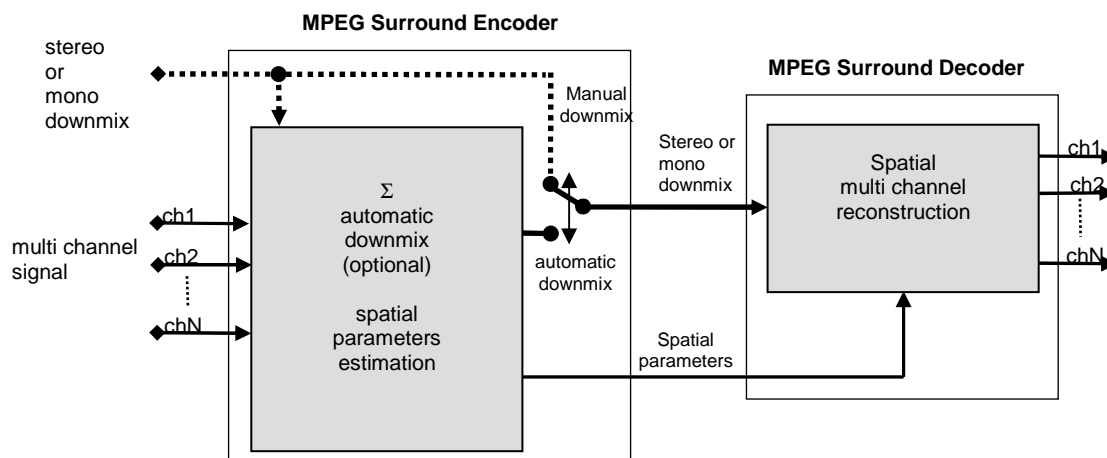 MPEG Surround Encoder
stereo
or
mono
downmix
Manual
downmix
MPEG Surround Decoder
multi channel
signal
ch1
ch2
chN
Σ
automatic
downmix
(optional)
spatial
parameters
estimation
automatic
downmix
Stereo or
mono
downmix
Spatial
parameters
Spatial
multi channel
reconstruction
ch1
ch2
chN